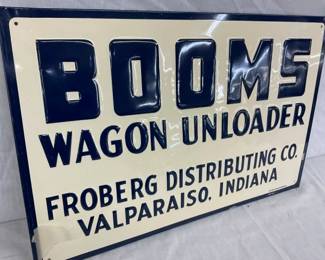 BOOMS
WAGON UNLOADER
FROBERG DISTRIBUTING CO.
VALPARAISO, INDIANA